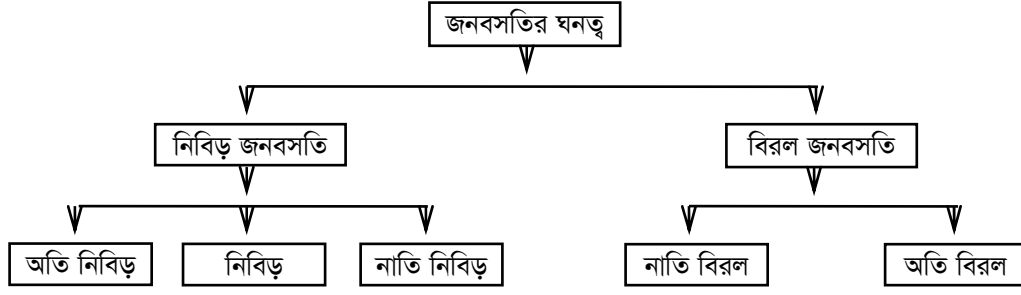 জনবসতির ঘনত্ব
নিবিড় জনবসতি
বিরল জনবসতি
অতি নিবিড়
নিবিড়
নাতি নিবিড়
নাতি বিরল
অতি বিরল